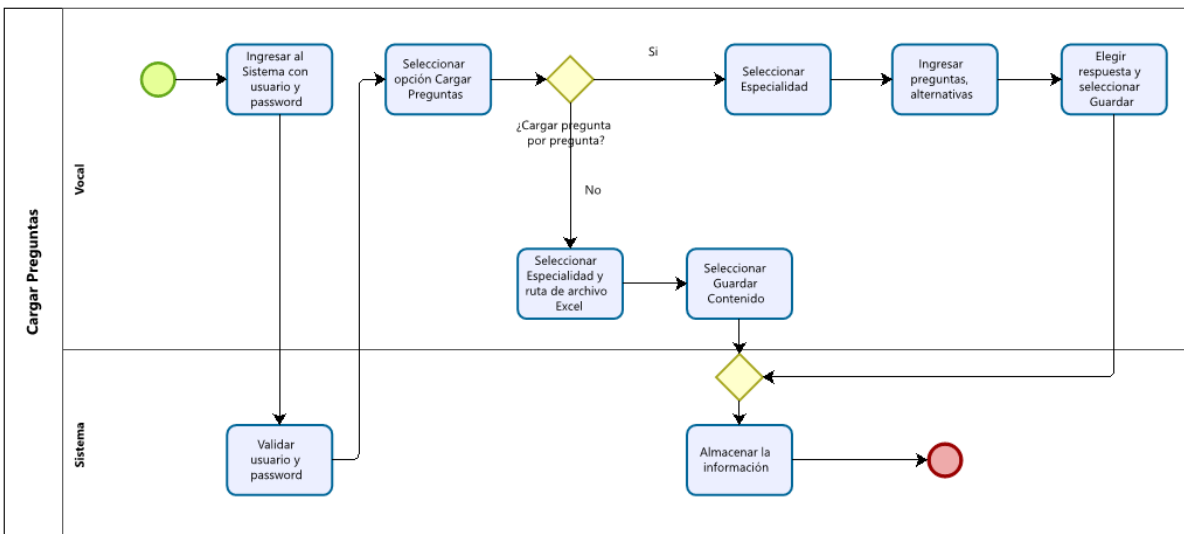 Cargar Preguntas
Vocal
Ingresar al
Sistema con
usuario y
password
Seleccionar
opción Cargar
Preguntas
¿Cargar pregunta
por pregunta?
Si
Seleccionar
Especialidad
Ingresar
preguntas,
alternativas
Elegir
respuesta y
seleccionar
Guardar
No
Seleccionar
Especialidad y
ruta de archivo
Excel
Seleccionar
Guardar
Contenido
Sistema
Validar
usuario y
password
Almacenar la
información